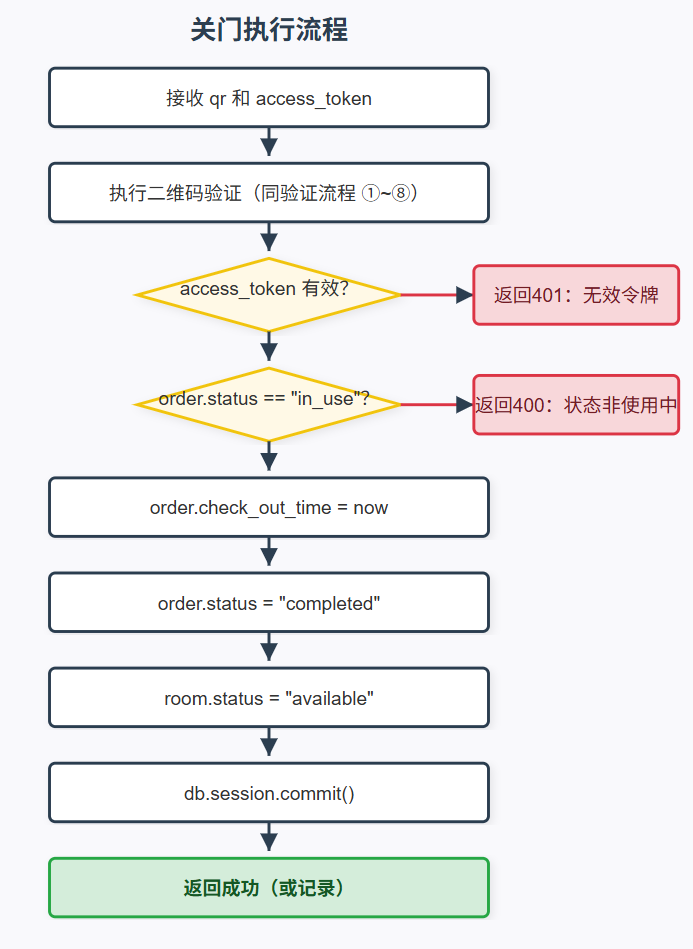 关门执行流程
接收 qr 和 access_token
执行二维码验证（同验证流程 ①~⑧）
access_token 有效？
返回401：无效令牌
order.status == "in_use"？
返回400：状态非使用中
order.check_out_time = now
order.status = "completed"
room.status = "available"
db.session.commit()
返回成功（或记录）